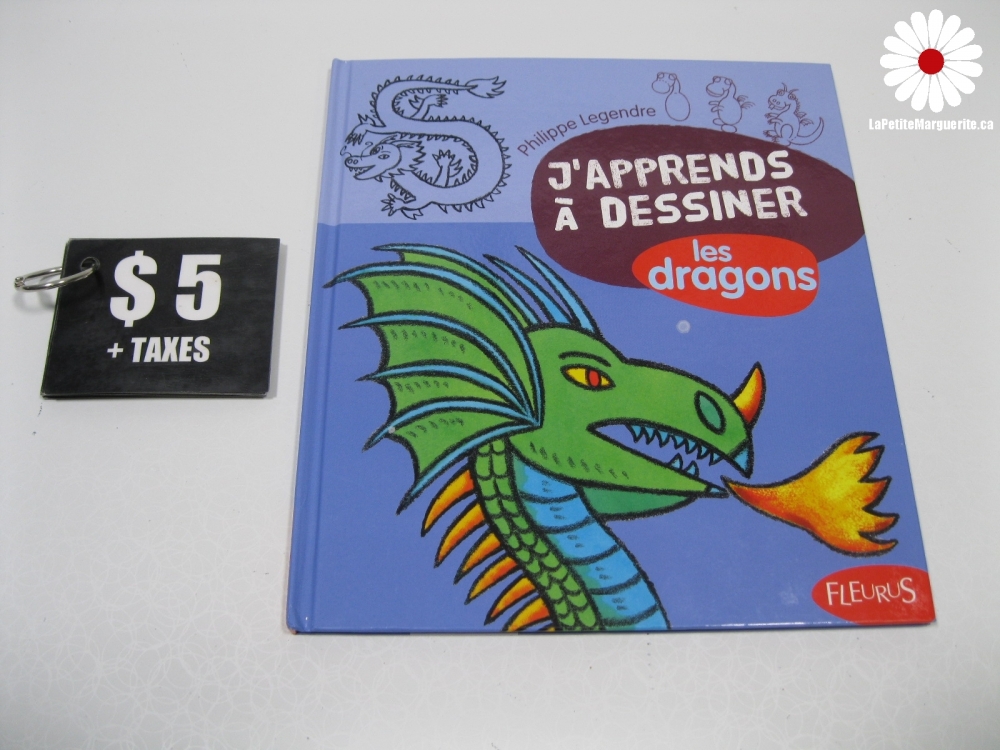 LaPetiteMarguerite.ca
Philippe Legendre
J'APPRENDS
À DESSINER
les
dragons
$5
+ TAXES
FLEURUS